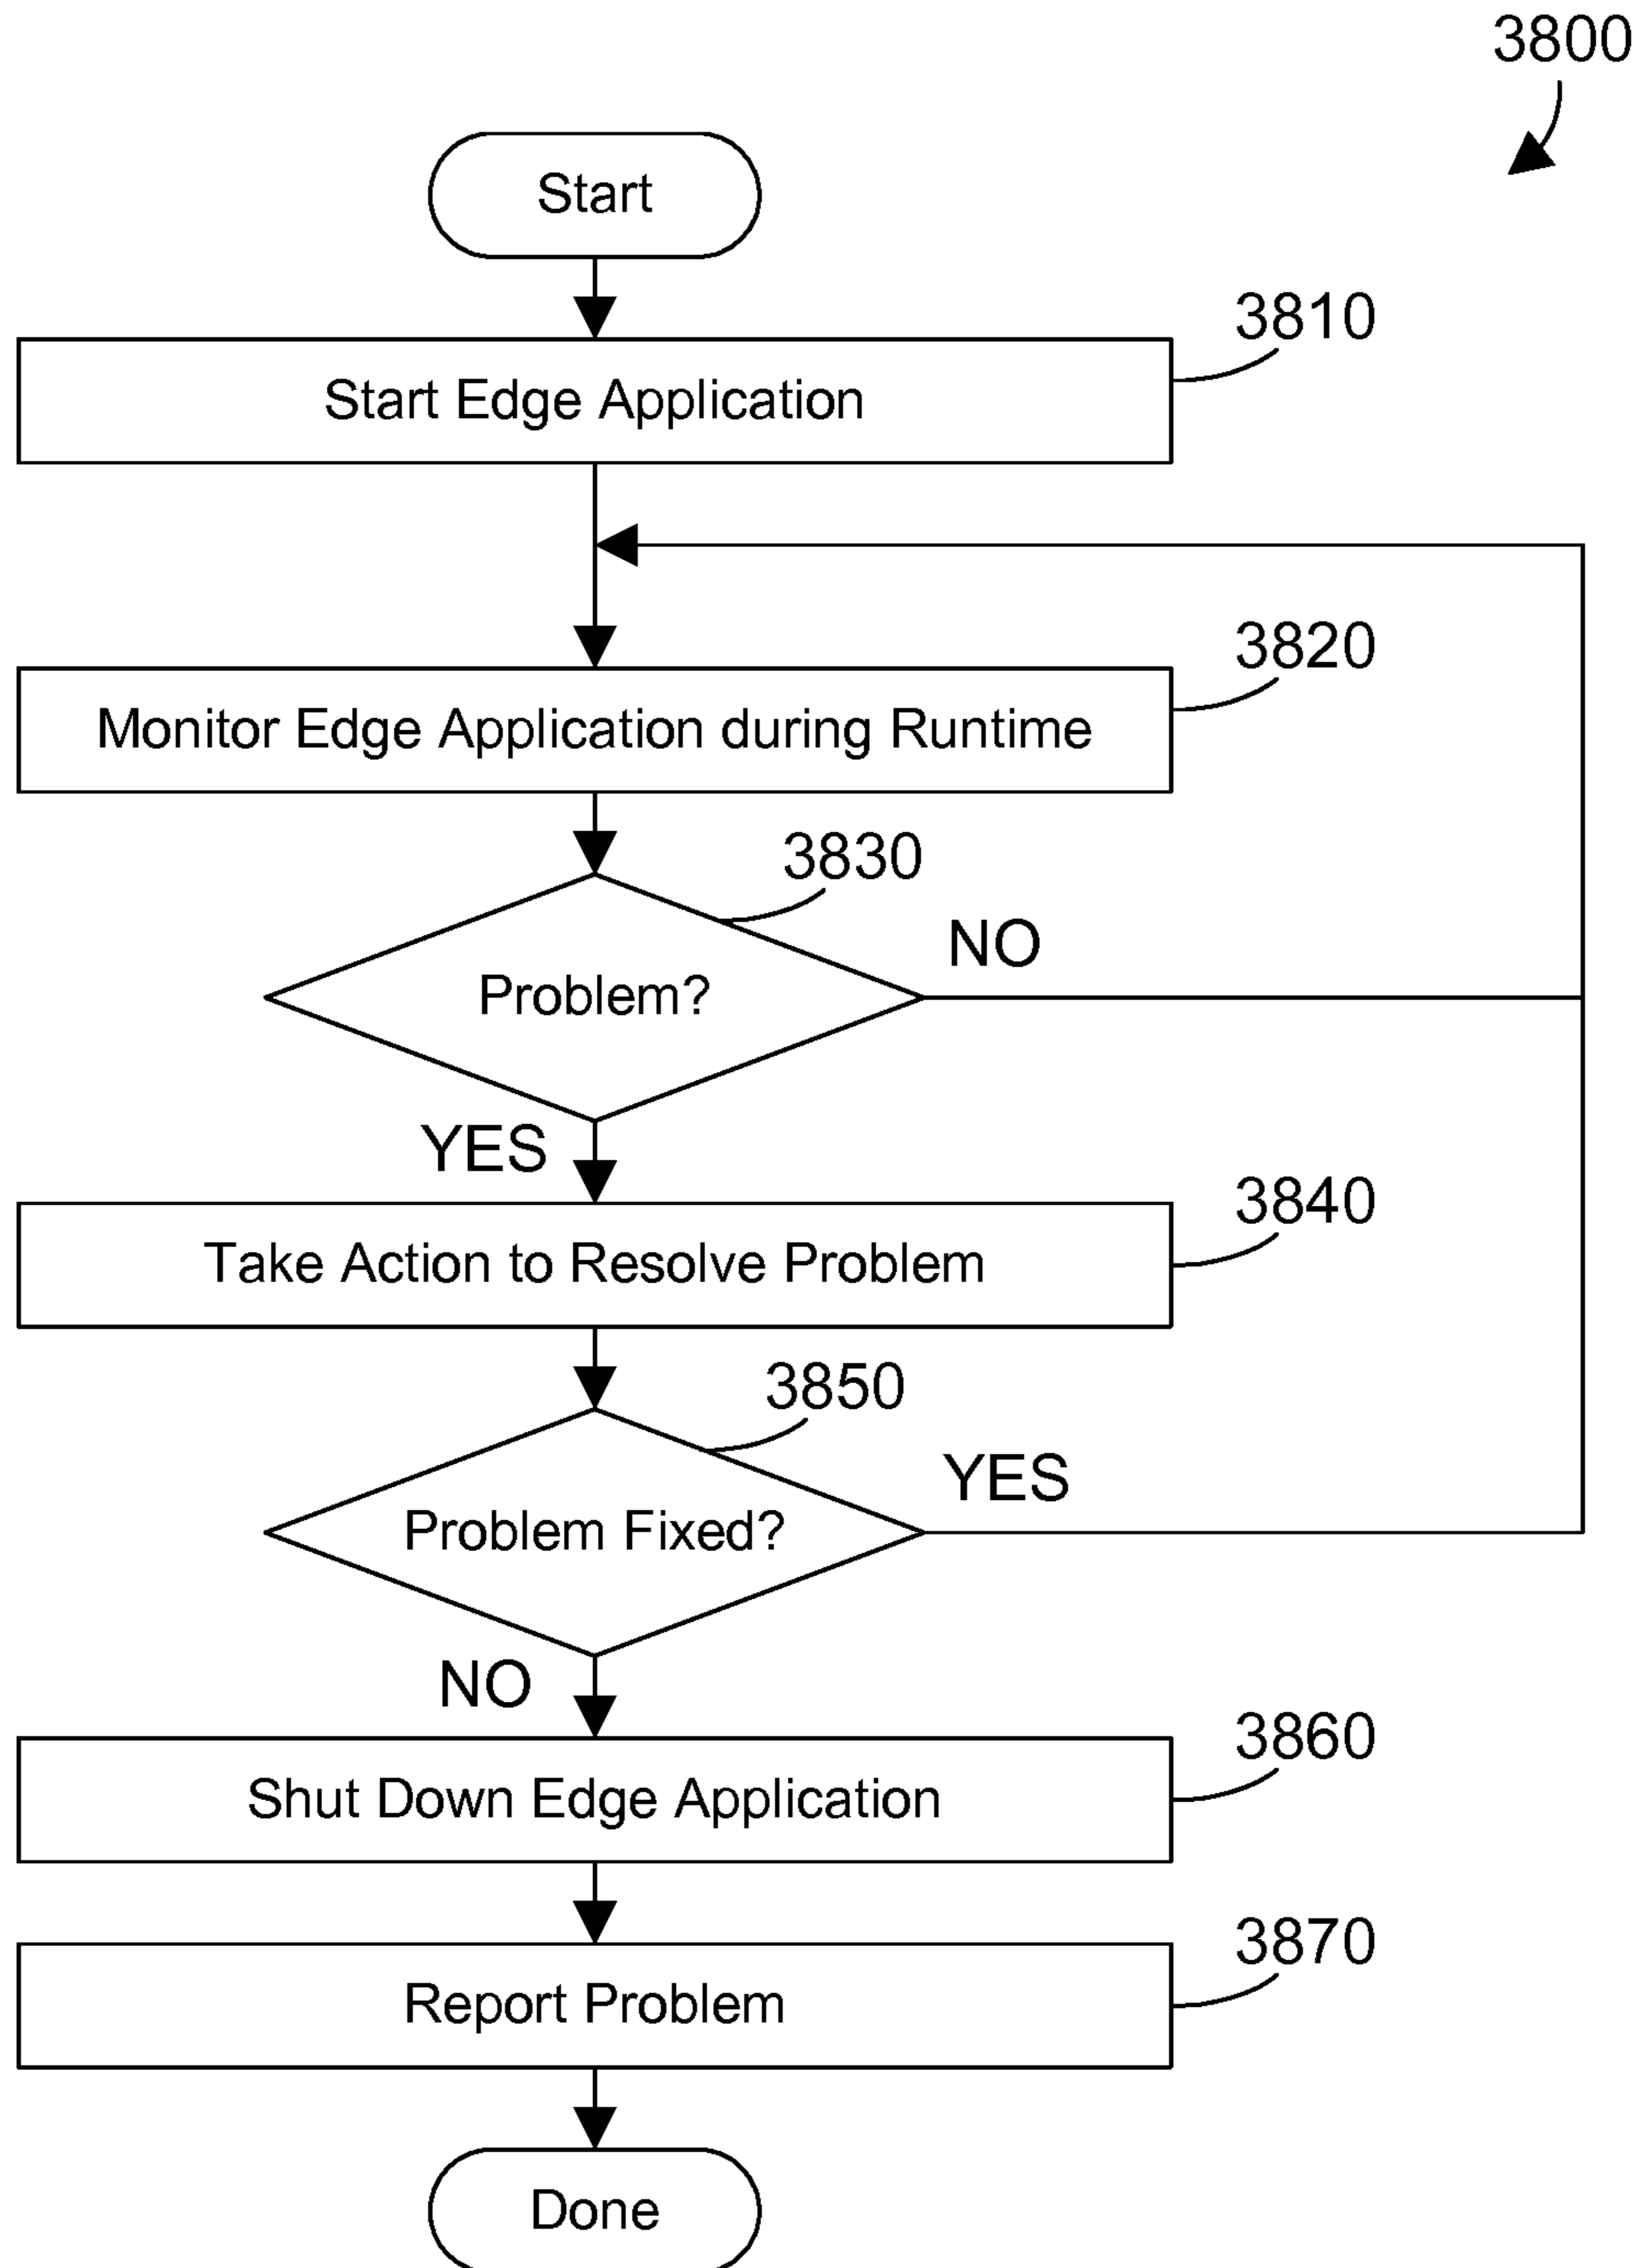 3800
Start
3810
Start Edge Application
3820
Monitor Edge Application during Runtime
3830
Problem?
NO
YES
3840
Take Action to Resolve Problem
3850
Problem Fixed?
YES
NO
3860
Shut Down Edge Application
3870
Report Problem
Done